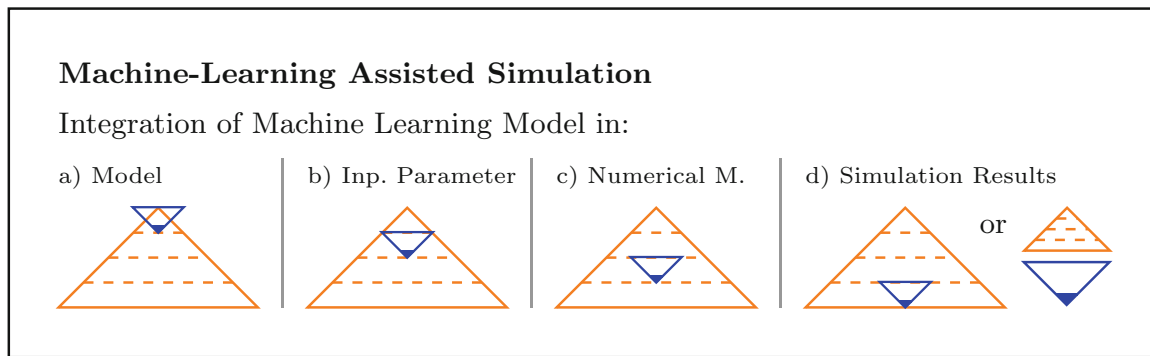 Machine-Learning Assisted Simulation
Integration of Machine Learning Model in:
a) Model
b) Inp. Parameter
c) Numerical M.
d) Simulation Results
or